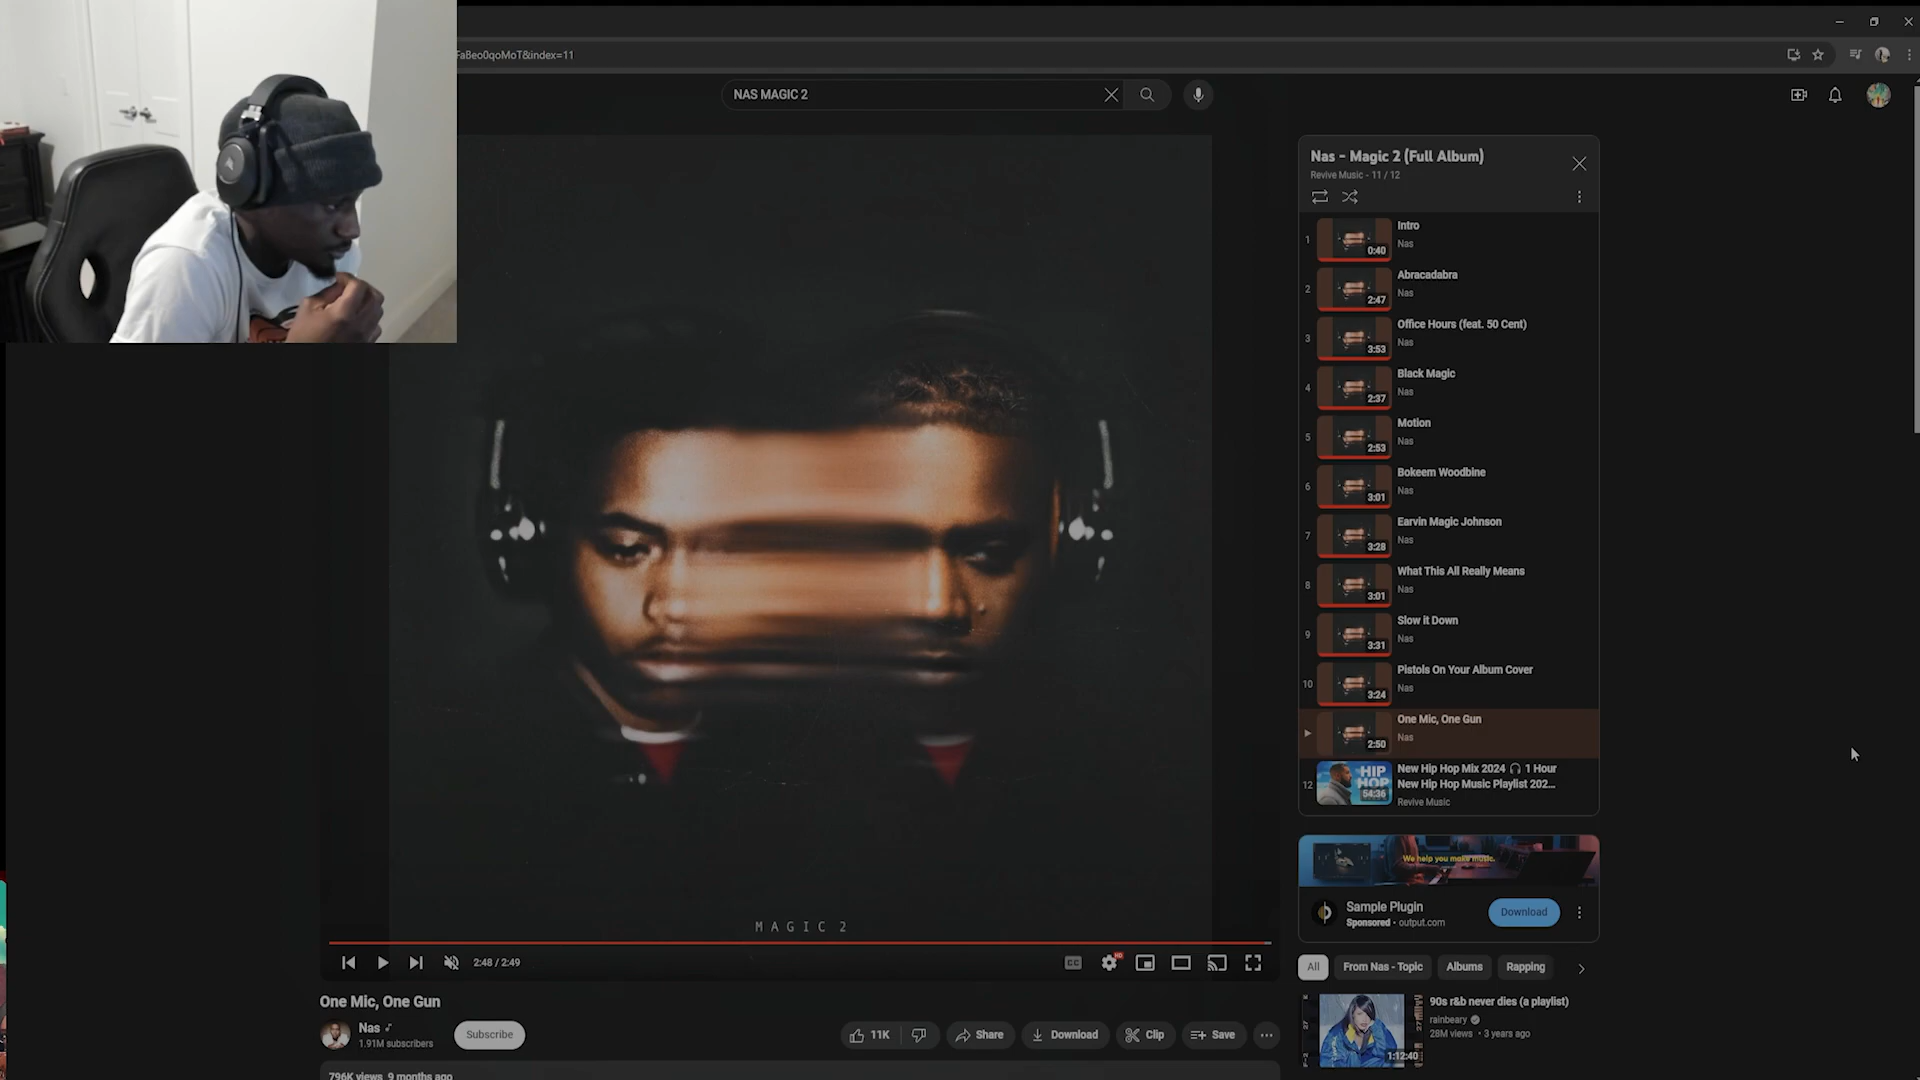 FaBeo0qoMoT&index=11
NAS MAGIC 2
Nas - Magic 2 (Full Album)
Revive Music - 11 / 12
1
Intro
Nas
0:40
2
Abracadabra
Nas
2:47
3
Office Hours (feat. 50 Cent)
Nas
3:53
4
Black Magic
Nas
2:37
5
Motion
Nas
2:53
6
Bokeem Woodbine
Nas
3:01
7
Earvin Magic Johnson
Nas
3:28
8
What This All Really Means
Nas
3:01
9
Slow it Down
Nas
3:31
10
Pistols On Your Album Cover
Nas
3:24
One Mic, One Gun
Nas
2:50
12
HIP
HOP
54:36
New Hip Hop Mix 2024 🎧 1 Hour
New Hip Hop Music Playlist 202...
Revive Music
We help you make music.
Sample Plugin
Sponsored • output.com
Download
MAGIC 2
2:48 / 2:49
CC
HD
All
From Nas - Topic
Albums
Rapping
One Mic, One Gun
Nas
1.91M subscribers
Subscribe
11K
Share
Download
Clip
Save
796K views 9 months ago
90s r&b never dies (a playlist)
rainbeary
28M views • 3 years ago
1:12:40